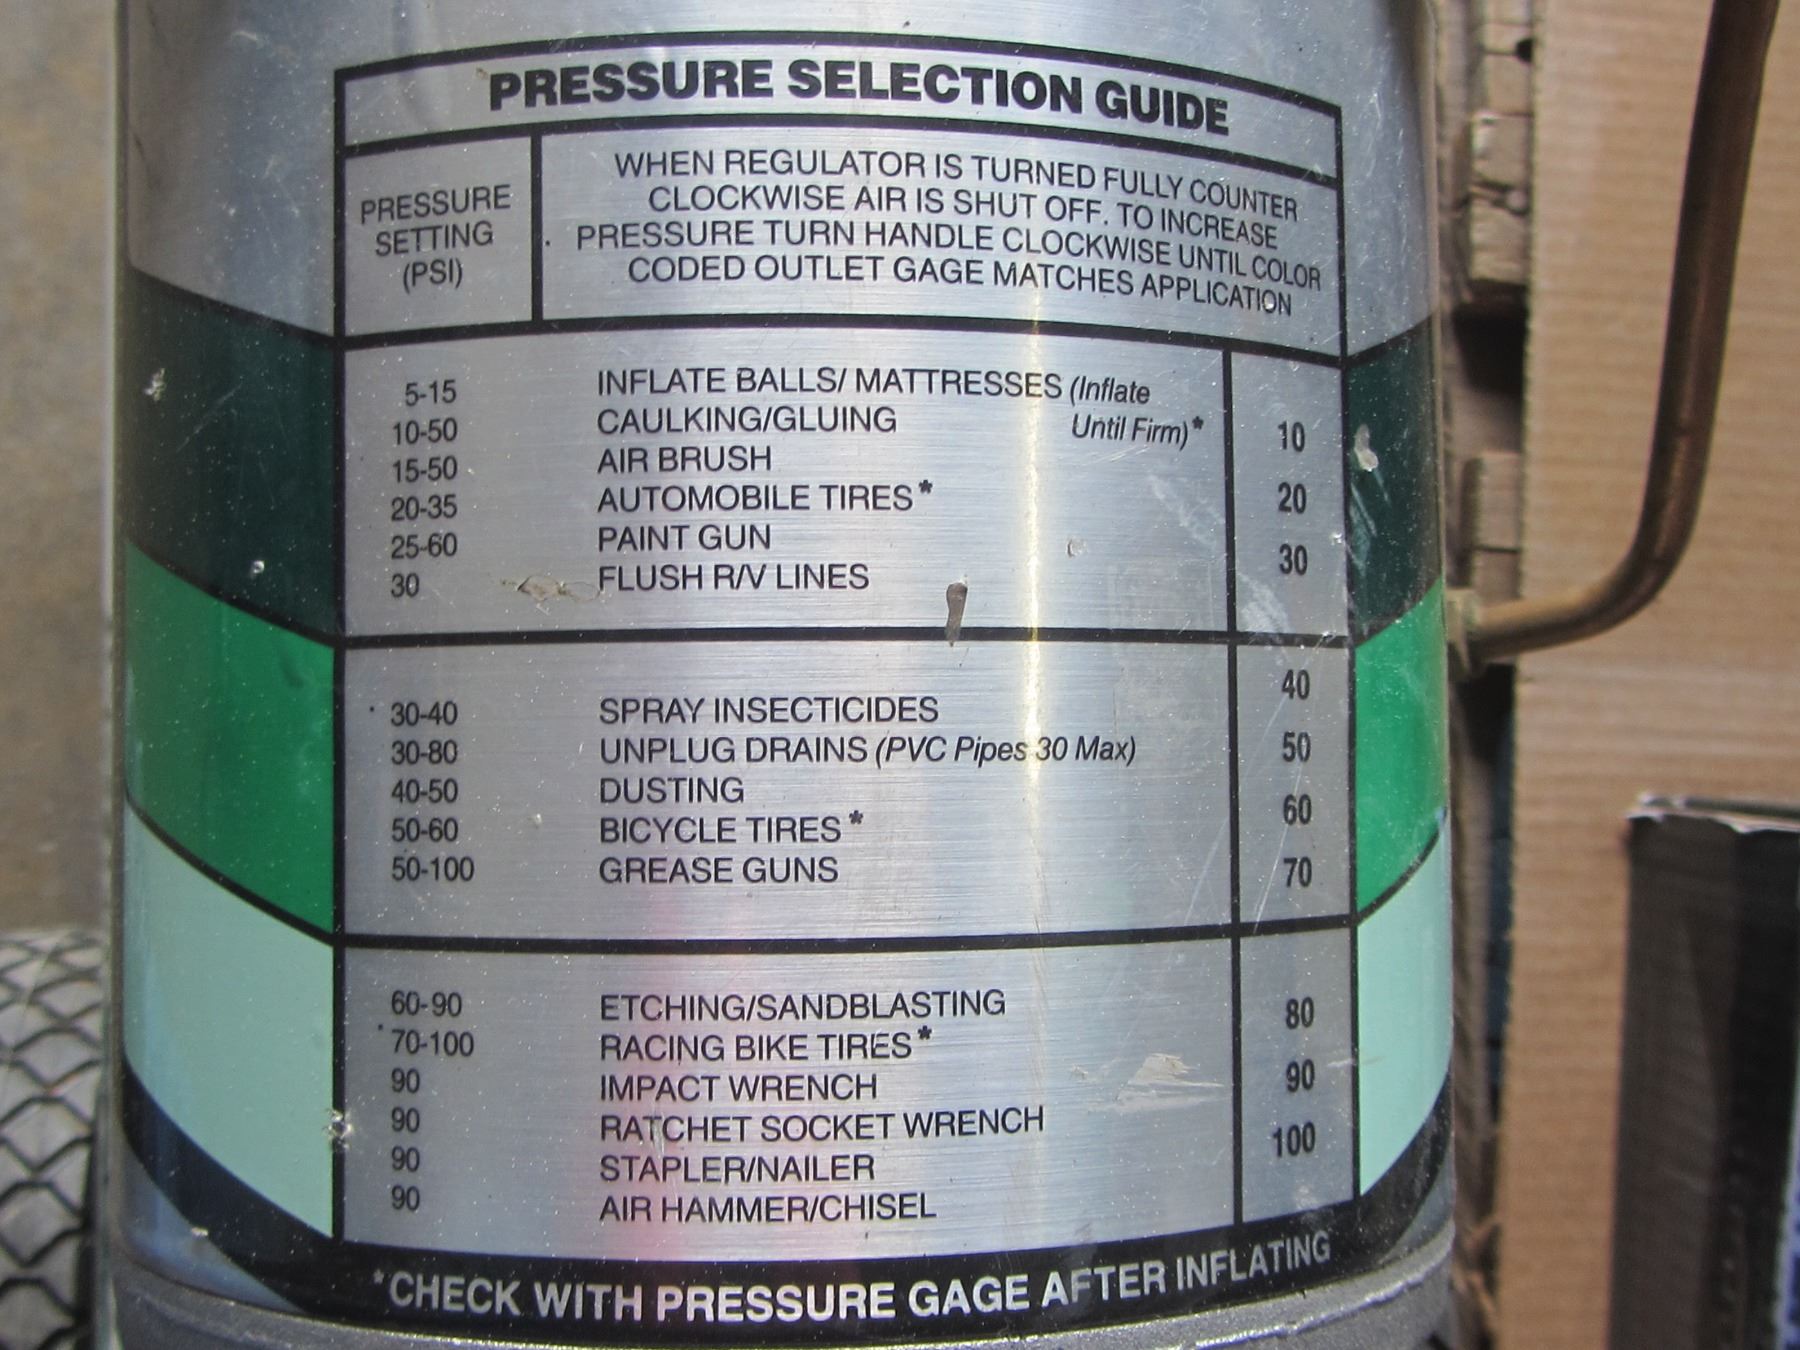 PRESSURE SELECTION GUIDE
PRESSURE
SETTING
(PSI)
WHEN REGULATOR IS TURNED FULLY COUNTER
CLOCKWISE AIR IS SHUT OFF. TO INCREASE
PRESSURE TURN HANDLE CLOCKWISE UNTIL COLOR
CODED OUTLET GAGE MATCHES APPLICATION
5-15 INFLATE BALLS/ MATTRESSES (Inflate
10-50 CAULKING/GLUING Until Firm)* 10
15-50 AIR BRUSH
20-35 AUTOMOBILE TIRES* 20
25-60 PAINT GUN 30
30 FLUSH R/V LINES
40
30-40 SPRAY INSECTICIDES
30-80 UNPLUG DRAINS (PVC Pipes 30 Max) 50
40-50 DUSTING 60
50-60 BICYCLE TIRES*
50-100 GREASE GUNS 70
60-90 ETCHING/SANDBLASTING 80
70-100 RACING BIKE TIRES*
90 IMPACT WRENCH 90
90 RATCHET SOCKET WRENCH 100
90 STAPLER/NAILER
90 AIR HAMMER/CHISEL
*CHECK WITH PRESSURE GAGE AFTER INFLATING